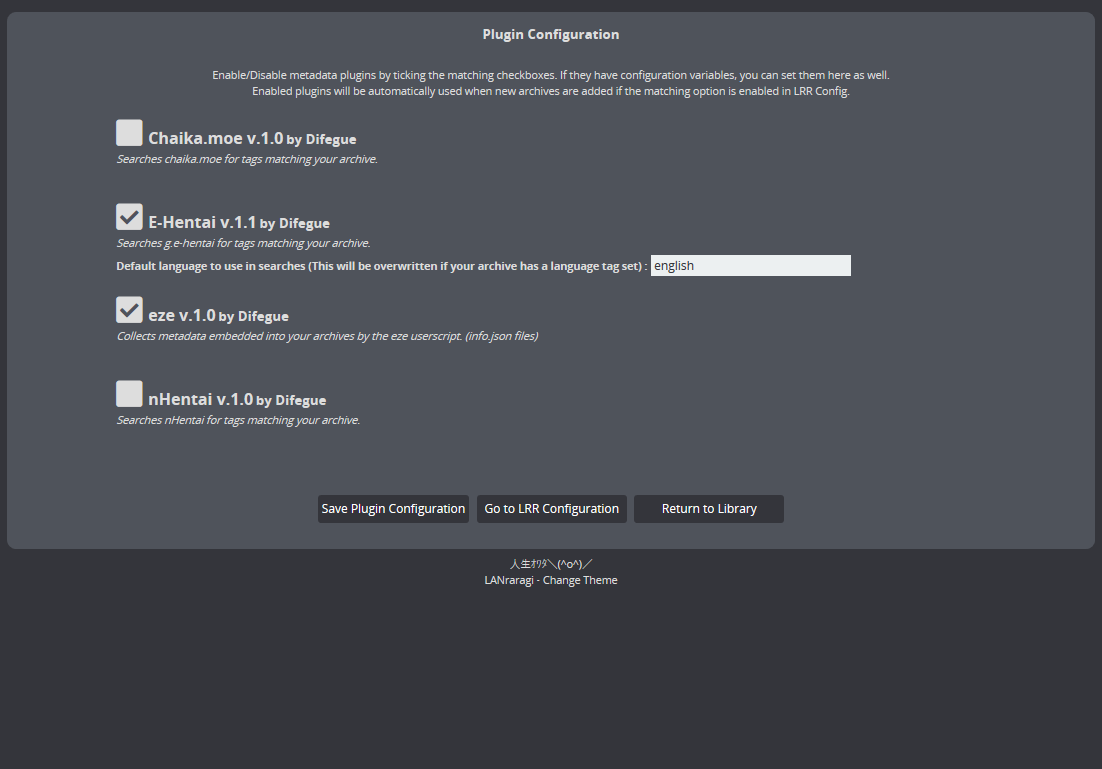 Plugin Configuration
Enable/Disable metadata plugins by ticking the matching checkboxes. If they have configuration variables, you can set them here as well.
Enabled plugins will be automatically used when new archives are added if the matching option is enabled in LRR Config.
Chaika.moe v.1.0 by Difegue
Searches chaika.moe for tags matching your archive.
E-Hentai v.1.1 by Difegue
Searches g.e-hentai for tags matching your archive.
Default language to use in searches (This will be overwritten if your archive has a language tag set) : english
eze v.1.0 by Difegue
Collects metadata embedded into your archives by the eze userscript. (info.json files)
nHentai v.1.0 by Difegue
Searches nHentai for tags matching your archive.
Save Plugin Configuration Go to LRR Configuration Return to Library
人生ｵﾜﾀ＼(^o^)／
LANraragi - Change Theme